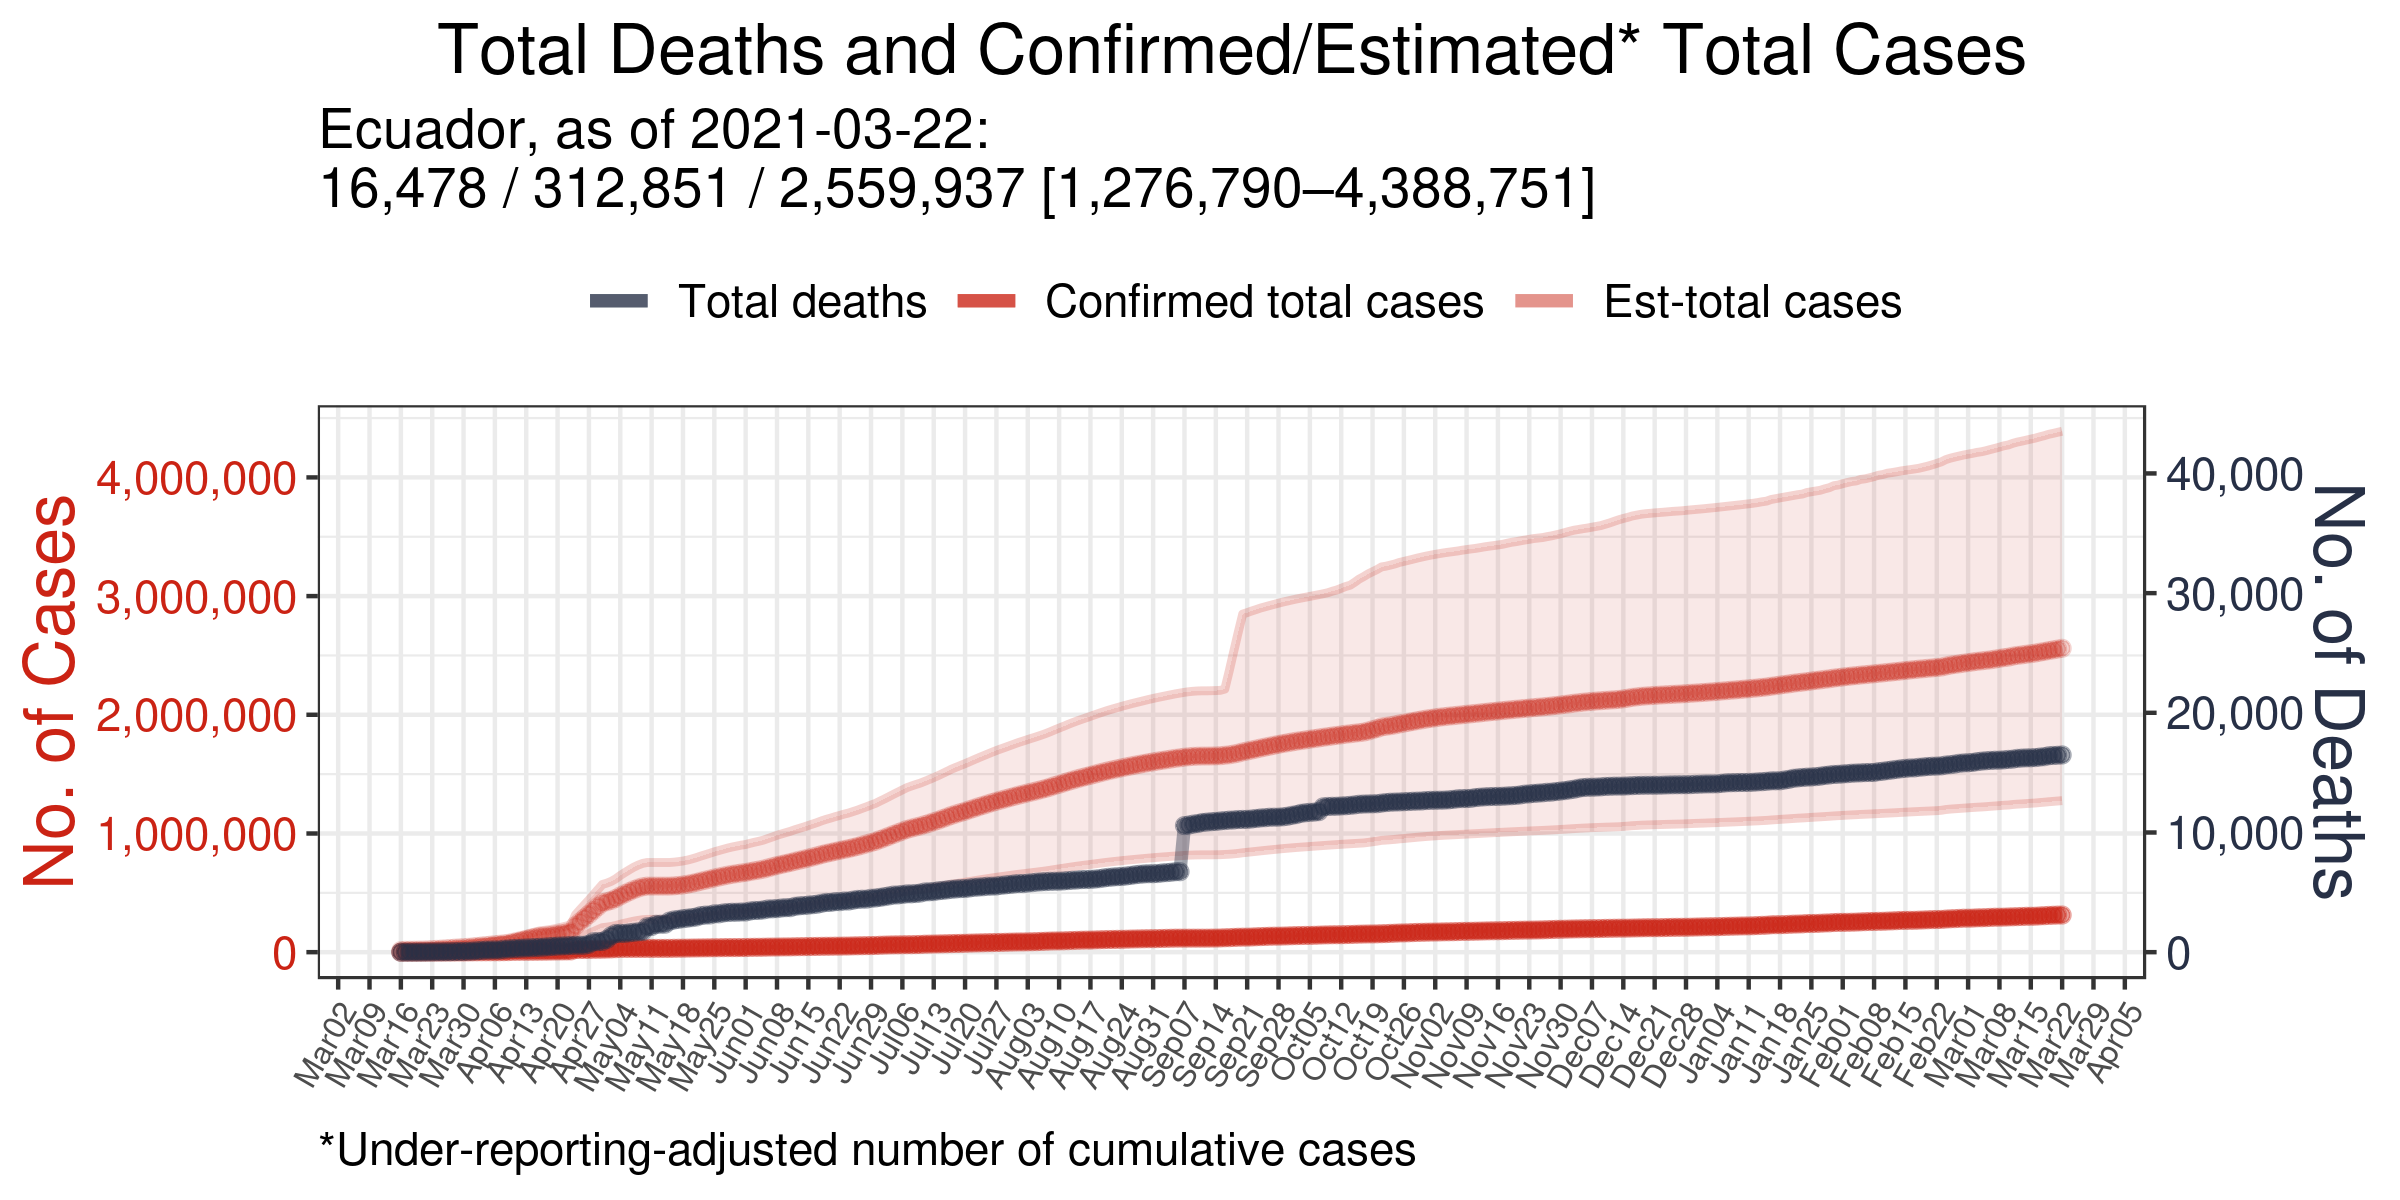 Total Deaths and Confirmed/Estimated* Total Cases
Ecuador, as of 2021-03-22:
16,478 / 312,851 / 2,559,937 [1,276,790–4,388,751]
Total deaths
Confirmed total cases
Est-total cases
No. of Cases
4,000,000
3,000,000
2,000,000
1,000,000
0
40,000
30,000
20,000
10,000
0
No. of Deaths
Mar02
Mar09
Mar16
Mar23
Mar30
Apr06
Apr13
Apr20
Apr27
May04
May11
May18
May25
Jun01
Jun08
Jun15
Jun22
Jun29
Jul06
Jul13
Jul20
Jul27
Aug03
Aug10
Aug17
Aug24
Aug31
Sep07
Sep14
Sep21
Sep28
Oct05
Oct12
Oct19
Oct26
Nov02
Nov09
Nov16
Nov23
Nov30
Dec07
Dec14
Dec21
Dec28
Jan04
Jan11
Jan18
Jan25
Feb01
Feb08
Feb15
Feb22
Mar01
Mar08
Mar15
Mar22
Mar29
Apr05
*Under-reporting-adjusted number of cumulative cases